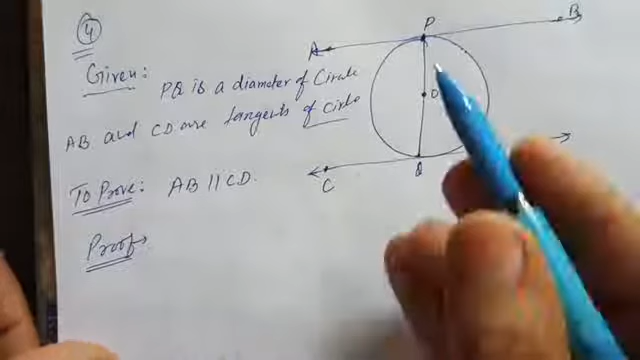 4
Given: PQ is a diameter of Circle
AB and CD are tangents of Circle
To Prove: AB || CD.
Proof
A
P
B
O
C
Q